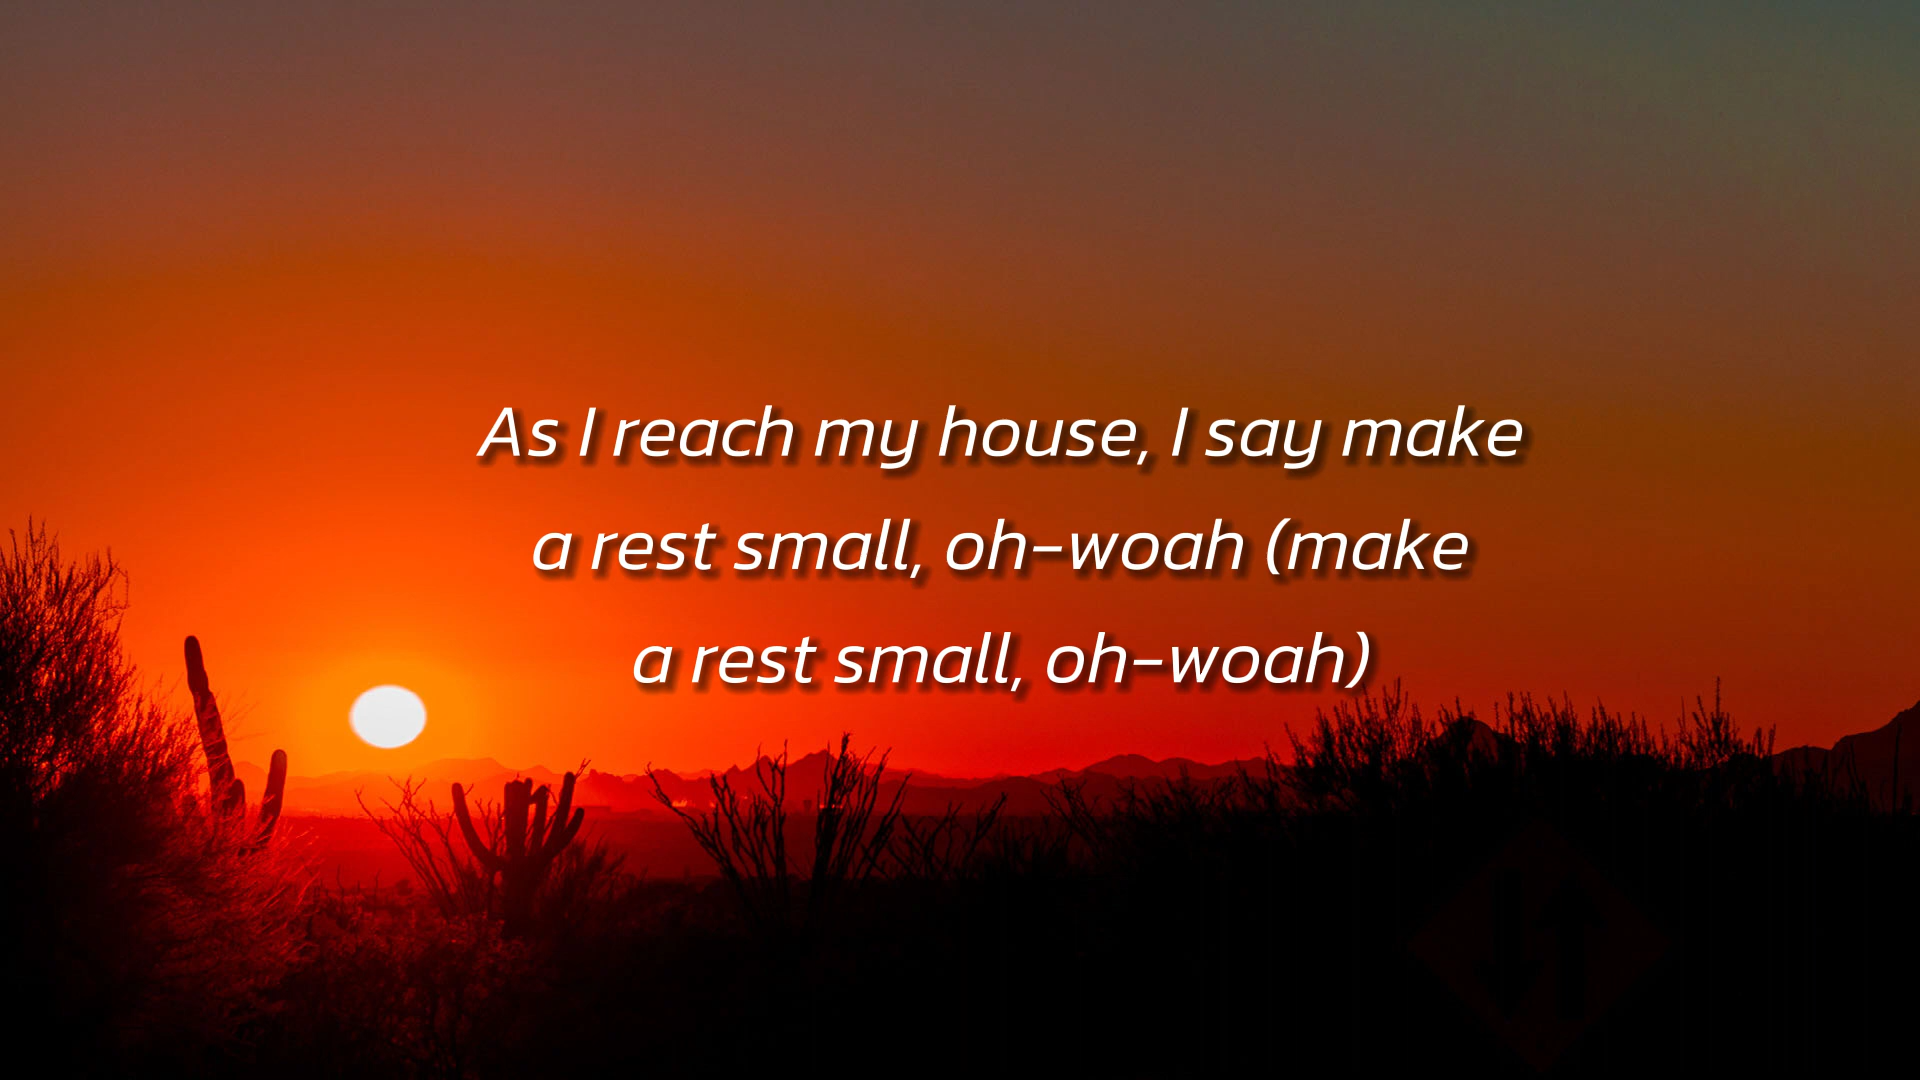 As I reach my house, I say make
a rest small, oh-woah (make
a rest small, oh-woah)